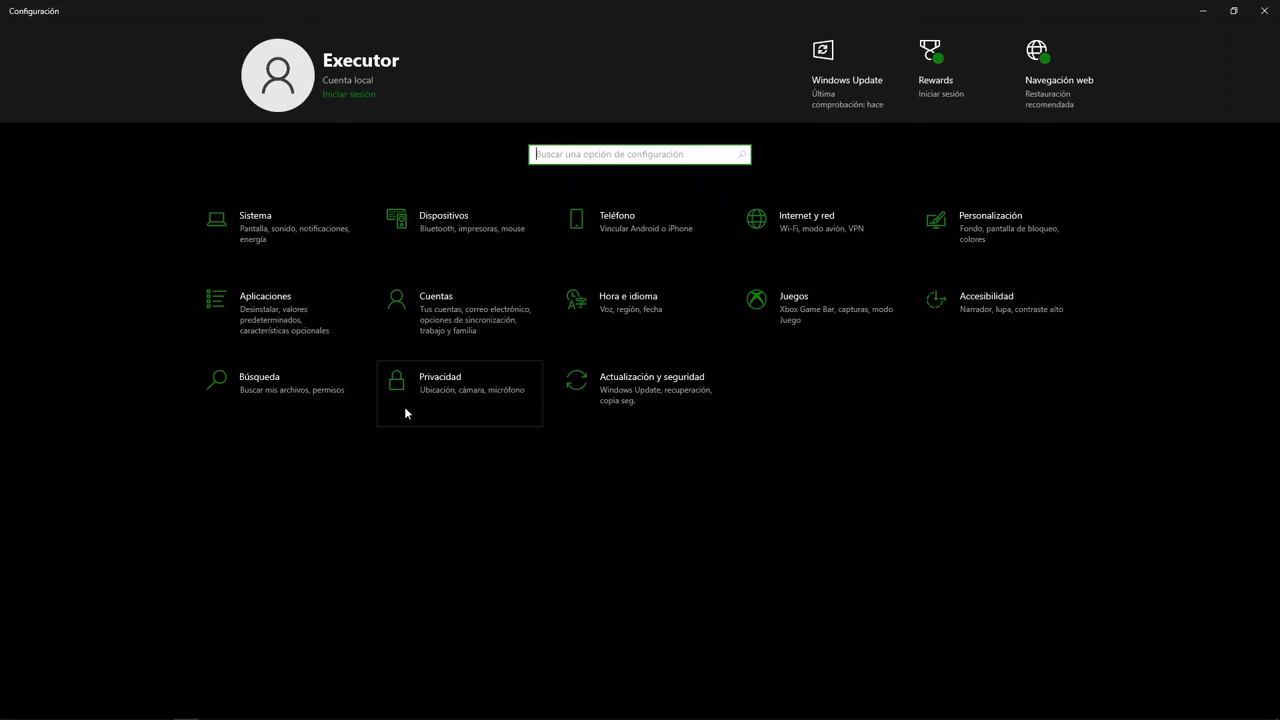 Configuración
Executor
Cuenta local
Iniciar sesión
Windows Update
Última
comprobación: hace
Rewards
Iniciar sesión
Navegación web
Restauración
recomendada
Buscar una opción de configuración
Sistema
Pantalla, sonido, notificaciones,
energía
Dispositivos
Bluetooth, impresoras, mouse
Teléfono
Vincular Android o iPhone
Internet y red
Wi-Fi, modo avión, VPN
Personalización
Fondo, pantalla de bloqueo,
colores
Aplicaciones
Desinstalar, valores
predeterminados,
características opcionales
Cuentas
Tus cuentas, correo electrónico,
opciones de sincronización,
trabajo y familia
Hora e idioma
Voz, región, fecha
Juegos
Xbox Game Bar, capturas, modo
Juego
Accesibilidad
Narrador, lupa, contraste alto
Búsqueda
Buscar mis archivos, permisos
Privacidad
Ubicación, cámara, micrófono
Actualización y seguridad
Windows Update, recuperación,
copia seg.